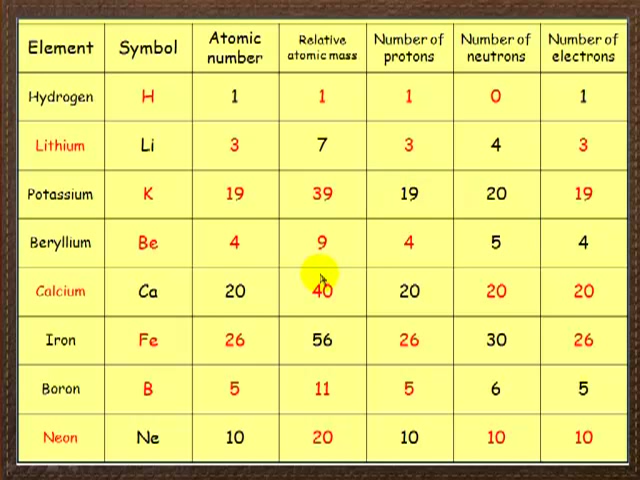 Element Symbol Atomic number Relative atomic mass Number of protons Number of neutrons Number of electrons
Hydrogen H 1 1 1 0 1
Lithium Li 3 7 3 4 3
Potassium K 19 39 19 20 19
Beryllium Be 4 9 4 5 4
Calcium Ca 20 40 20 20 20
Iron Fe 26 56 26 30 26
Boron B 5 11 5 6 5
Neon Ne 10 20 10 10 10